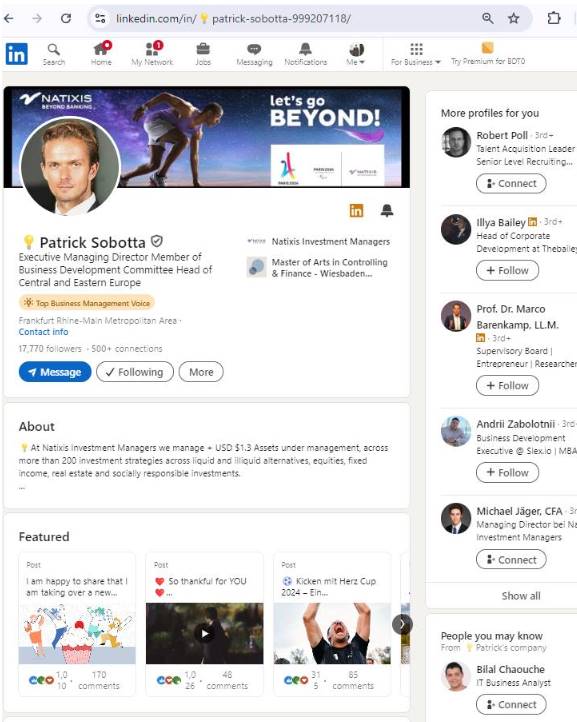 linkedin.com/in/💡patrick-sobotta-999207118/
in
Search
Home
My Network
Jobs
Messaging
Notifications
Me
For Business
Try Premium for BDT0
NATIXIS
BEYOND BANKING
let's go
BEYOND!
PARIS 2024
PARIS 2024
NATIXIS
in
💡 Patrick Sobotta
Executive Managing Director Member of
Business Development Committee Head of
Central and Eastern Europe
Top Business Management Voice
Frankfurt Rhine-Main Metropolitan Area ·
Contact info
17,770 followers · 500+ connections
Message
Following
More
Natixis Investment Managers
Master of Arts in Controlling
& Finance - Wiesbaden...
About
💡 At Natixis Investment Managers we manage + USD $1.3 Assets under management, across
more than 200 investment strategies across liquid and illiquid alternatives, equities, fixed
income, real estate and socially responsible investments.
...
Featured
Post
I am happy to share that I
am taking over a new...
1,0
10
·
170
comments
Post
❤️ So thankful for YOU
❤️...
1,0
26
·
48
comments
Post
⚽ Kicken mit Herz Cup
2024 – Ein...
31
5
·
85
comments
More profiles for you
Robert Poll · 3rd+
Talent Acquisition Leader
Senior Level Recruiting...
Connect
Illya Bailey in · 3rd+
Head of Corporate
Development at Thebailey
+ Follow
Prof. Dr. Marco
Barenkamp, LL.M.
in · 3rd+
Supervisory Board |
Entrepreneur | Researcher
+ Follow
Andrii Zabolotnii · 3rd+
Business Development
Executive @ Slex.io | MBA
+ Follow
Michael Jäger, CFA · 3r
Managing Director bei Na
Investment Managers
Connect
Show all
People you may know
From 💡 Patrick's company
Bilal Chaouche
IT Business Analyst
Connect